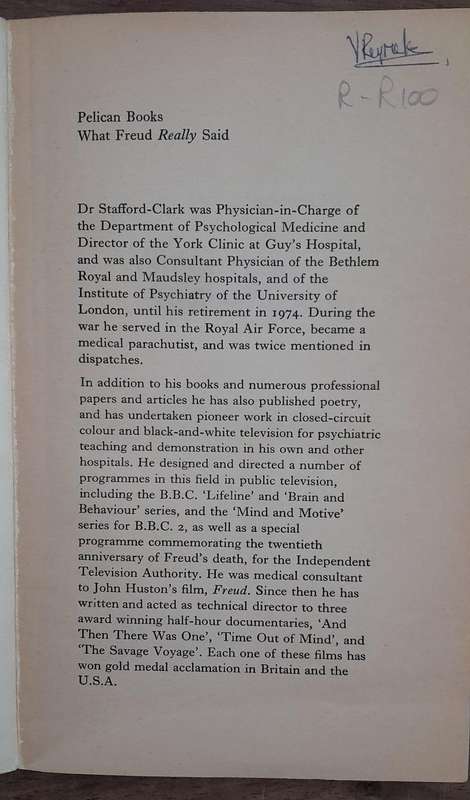 R-R100
Pelican Books
What Freud Really Said
Dr Stafford-Clark was Physician-in-Charge of
the Department of Psychological Medicine and
Director of the York Clinic at Guy's Hospital,
and was also Consultant Physician of the Bethlem
Royal and Maudsley hospitals, and of the
Institute of Psychiatry of the University of
London, until his retirement in 1974. During the
war he served in the Royal Air Force, became a
medical parachutist, and was twice mentioned in
dispatches.
In addition to his books and numerous professional
papers and articles he has also published poetry,
and has undertaken pioneer work in closed-circuit
colour and black-and-white television for psychiatric
teaching and demonstration in his own and other
hospitals. He designed and directed a number of
programmes in this field in public television,
including the B.B.C. 'Lifeline' and 'Brain and
Behaviour' series, and the 'Mind and Motive'
series for B.B.C. 2, as well as a special
programme commemorating the twentieth
anniversary of Freud's death, for the Independent
Television Authority. He was medical consultant
to John Huston's film, Freud. Since then he has
written and acted as technical director to three
award winning half-hour documentaries, 'And
Then There Was One', 'Time Out of Mind', and
'The Savage Voyage'. Each one of these films has
won gold medal acclamation in Britain and the
U.S.A.